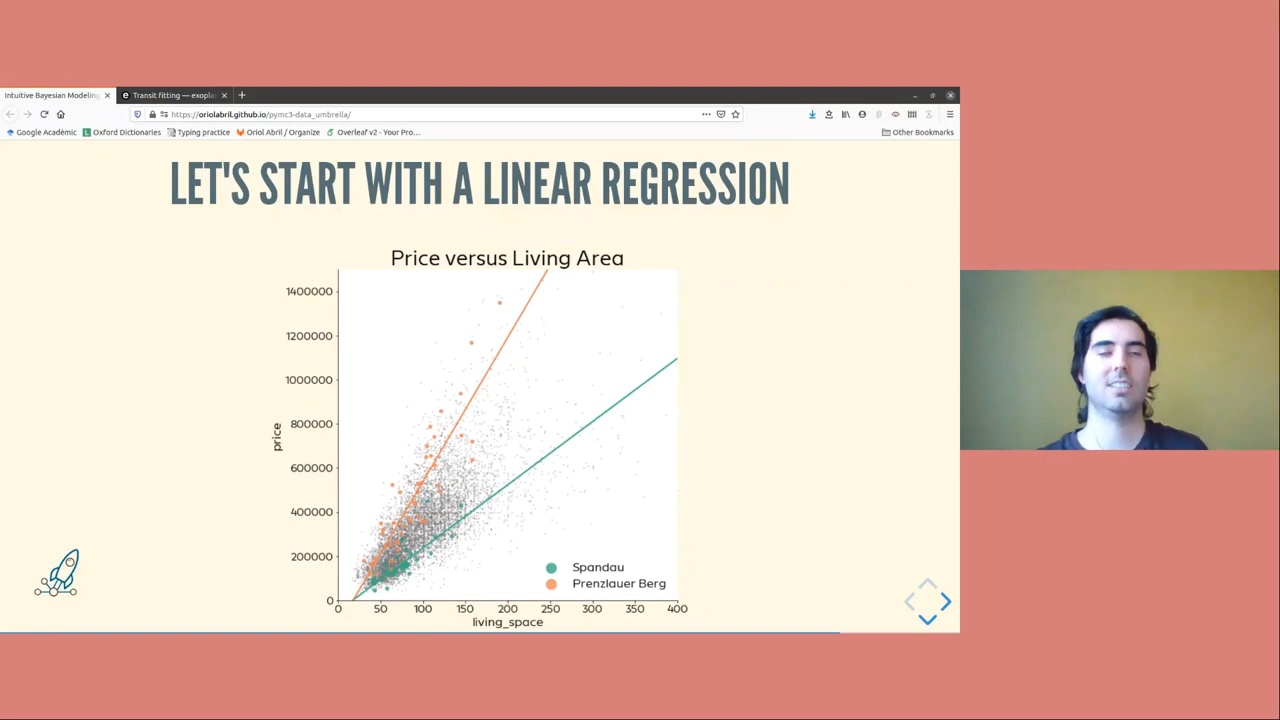 Intuitive Bayesian Modeling
Transit fitting — exopla
https://oriolabril.github.io/pymc3-data_umbrella/
Google Acadèmic
Oxford Dictionaries
Typing practice
Oriol Abril / Organize
Overleaf v2 - Your Pro...
Other Bookmarks
LET'S START WITH A LINEAR REGRESSION
Price versus Living Area
1400000
1200000
1000000
800000
600000
400000
200000
0
price
Spandau
Prenzlauer Berg
0 50 100 150 200 250 300 350 400
living_space